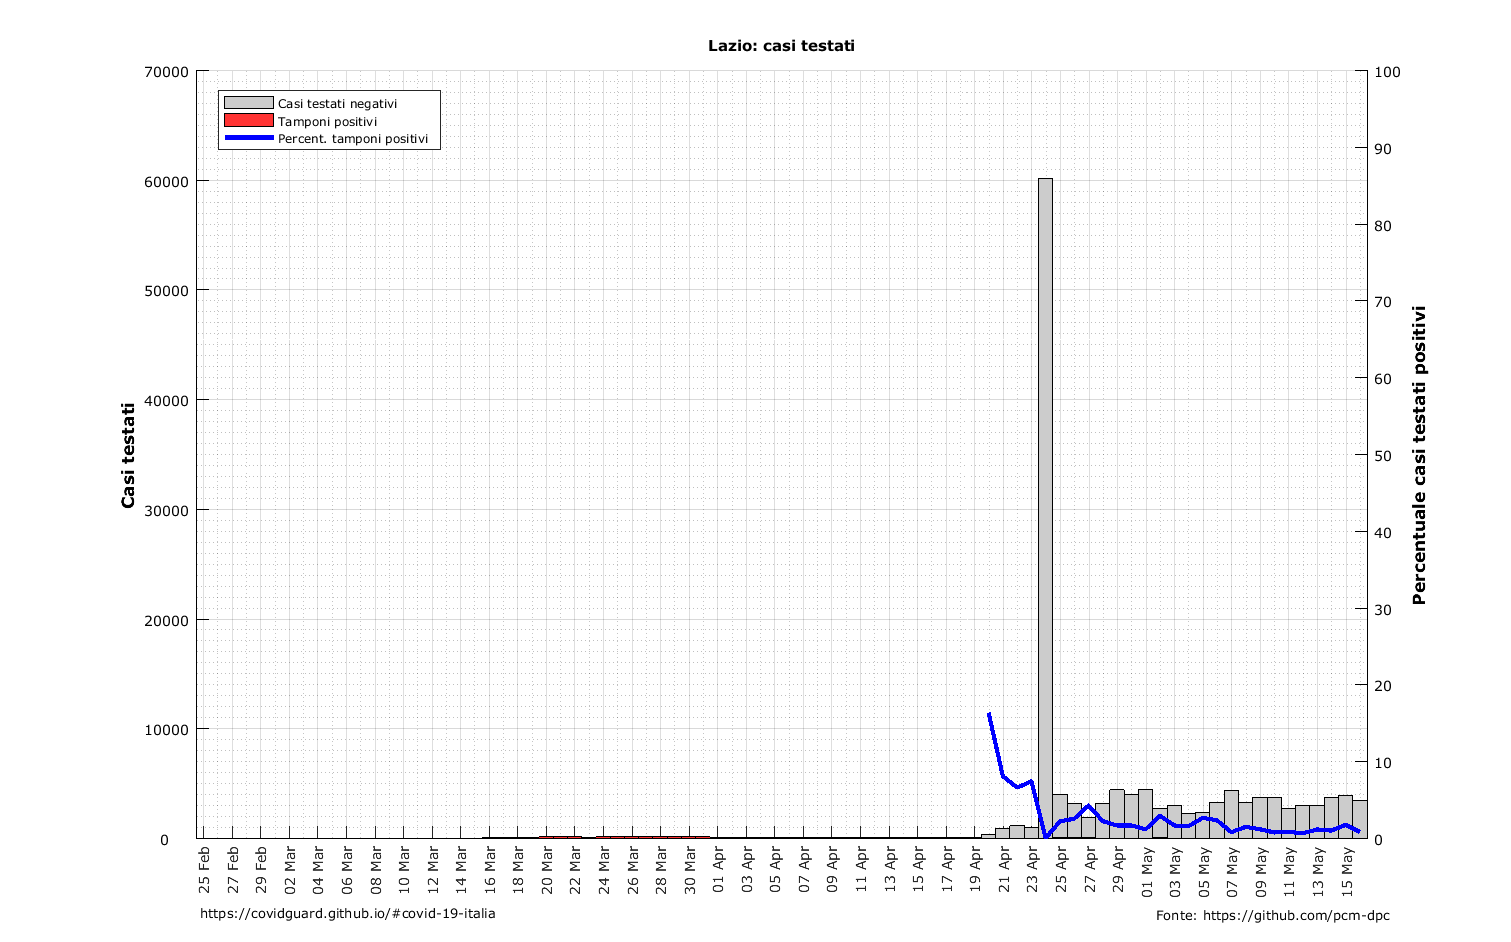 Lazio: casi testati
Casi testati negativi
Tamponi positivi
Percent. tamponi positivi
Casi testati
70000
60000
50000
40000
30000
20000
10000
0
100
90
80
70
60
50
40
30
20
10
0
Percentuale casi testati positivi
25 Feb
27 Feb
29 Feb
02 Mar
04 Mar
06 Mar
08 Mar
10 Mar
12 Mar
14 Mar
16 Mar
18 Mar
20 Mar
22 Mar
24 Mar
26 Mar
28 Mar
30 Mar
01 Apr
03 Apr
05 Apr
07 Apr
09 Apr
11 Apr
13 Apr
15 Apr
17 Apr
19 Apr
21 Apr
23 Apr
25 Apr
27 Apr
29 Apr
01 May
03 May
05 May
07 May
09 May
11 May
13 May
15 May
https://covidguard.github.io/#covid-19-italia
Fonte: https://github.com/pcm-dpc